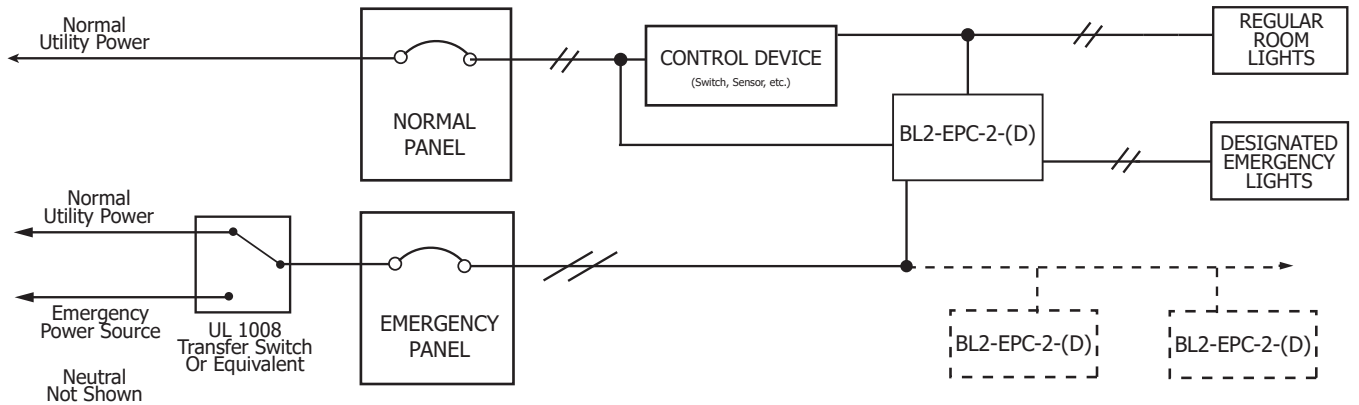 Normal
Utility Power
NORMAL
PANEL
CONTROL DEVICE
(Switch, Sensor, etc.)
REGULAR
ROOM
LIGHTS
BL2-EPC-2-(D)
DESIGNATED
EMERGENCY
LIGHTS
Normal
Utility Power
Emergency
Power Source
UL 1008
Transfer Switch
Or Equivalent
EMERGENCY
PANEL
BL2-EPC-2-(D)
BL2-EPC-2-(D)
Neutral
Not Shown